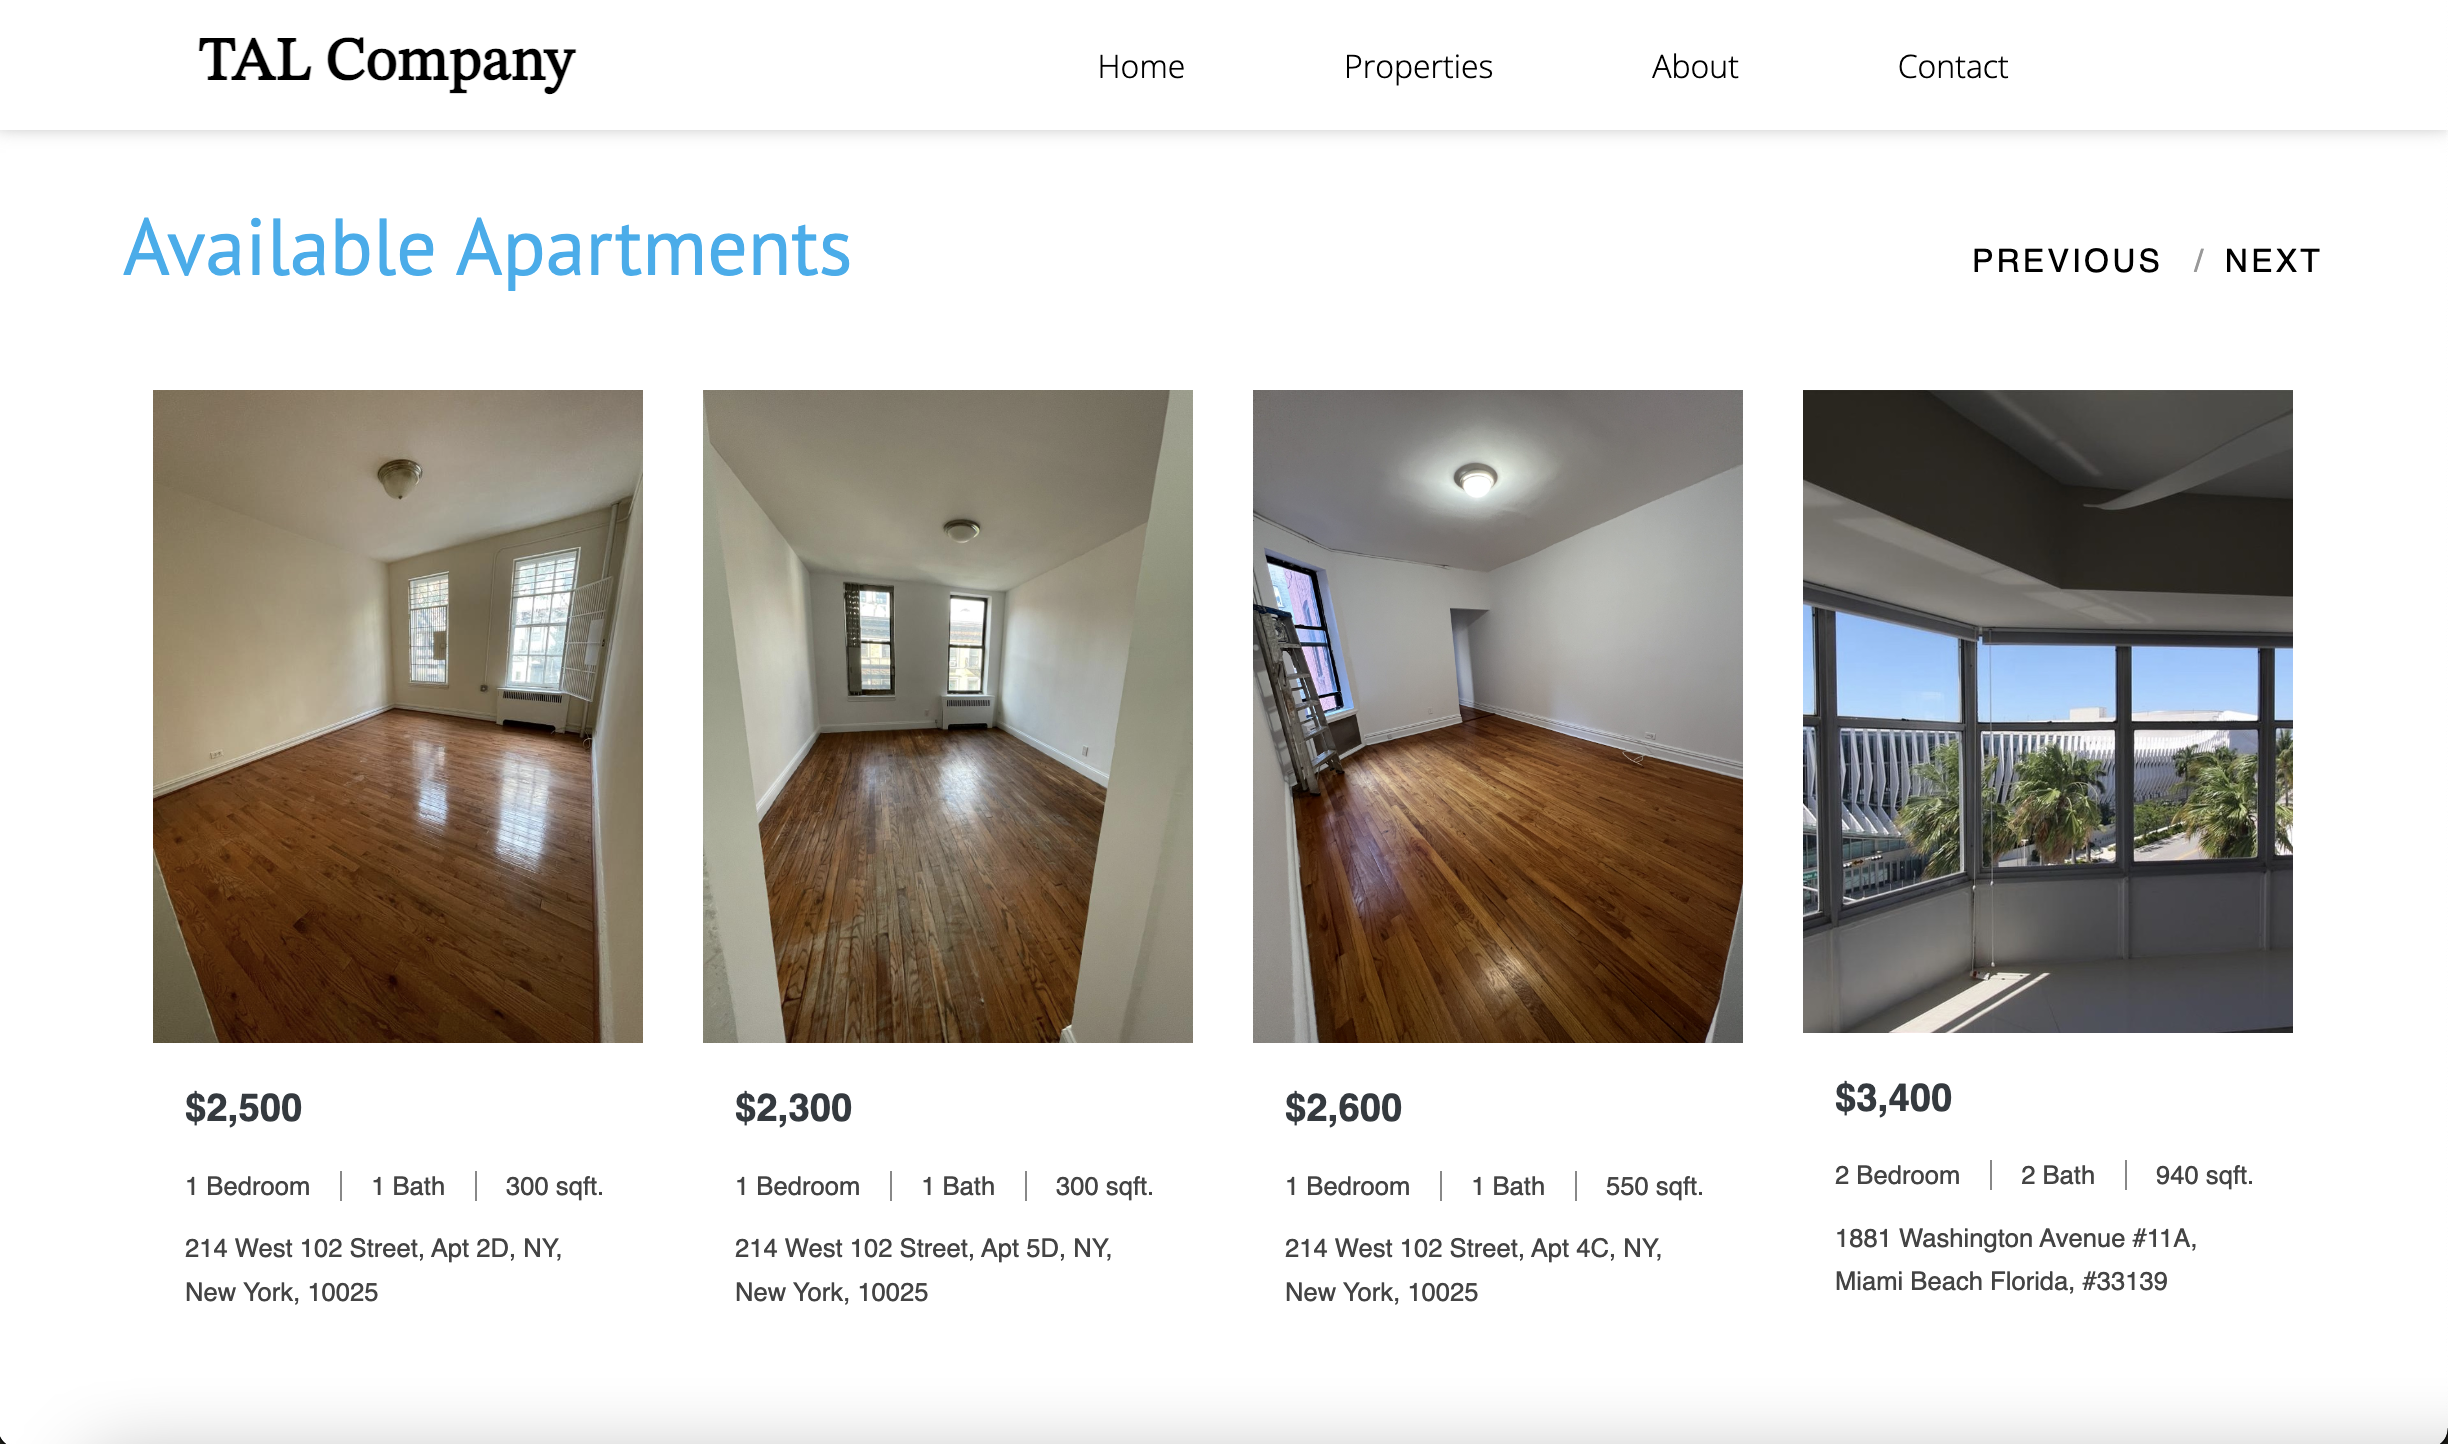 TAL Company
Home
Properties
About
Contact
Available Apartments
PREVIOUS / NEXT
$2,500
1 Bedroom | 1 Bath | 300 sqft.
214 West 102 Street, Apt 2D, NY,
New York, 10025
$2,300
1 Bedroom | 1 Bath | 300 sqft.
214 West 102 Street, Apt 5D, NY,
New York, 10025
$2,600
1 Bedroom | 1 Bath | 550 sqft.
214 West 102 Street, Apt 4C, NY,
New York, 10025
$3,400
2 Bedroom | 2 Bath | 940 sqft.
1881 Washington Avenue #11A,
Miami Beach Florida, #33139